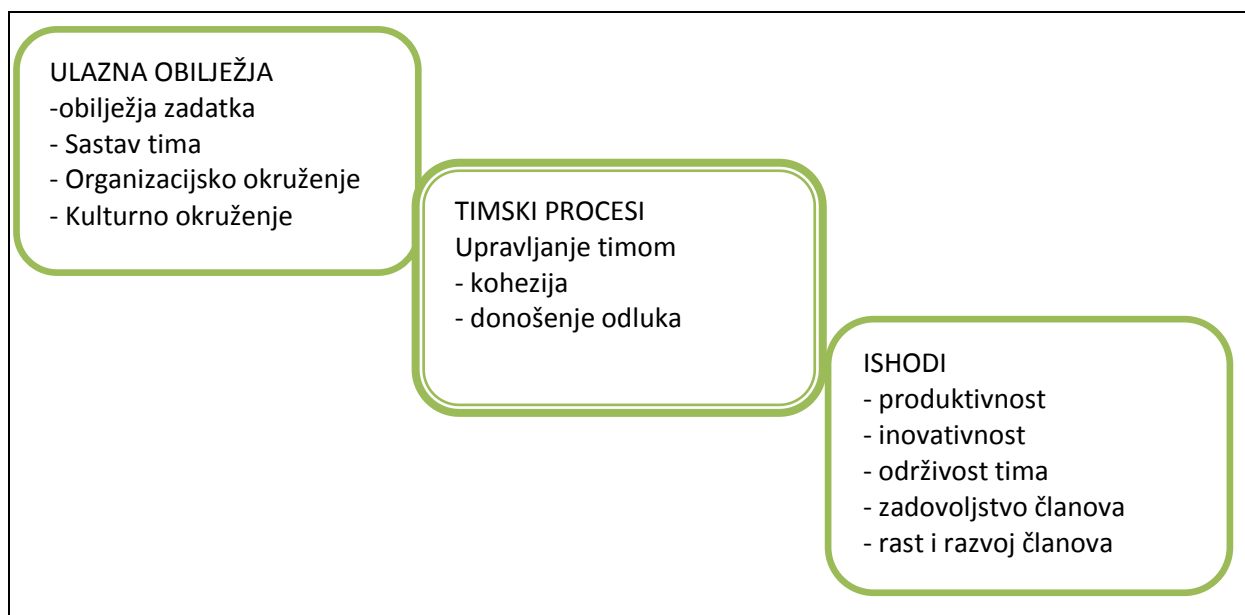 ULAZNA OBILJEŽJA
-obilježja zadatka
- Sastav tima
- Organizacijsko okruženje
- Kulturno okruženje
TIMSKI PROCESI
Upravljanje timom
- kohezija
- donošenje odluka
ISHODI
- produktivnost
- inovativnost
- održivost tima
- zadovoljstvo članova
- rast i razvoj članova